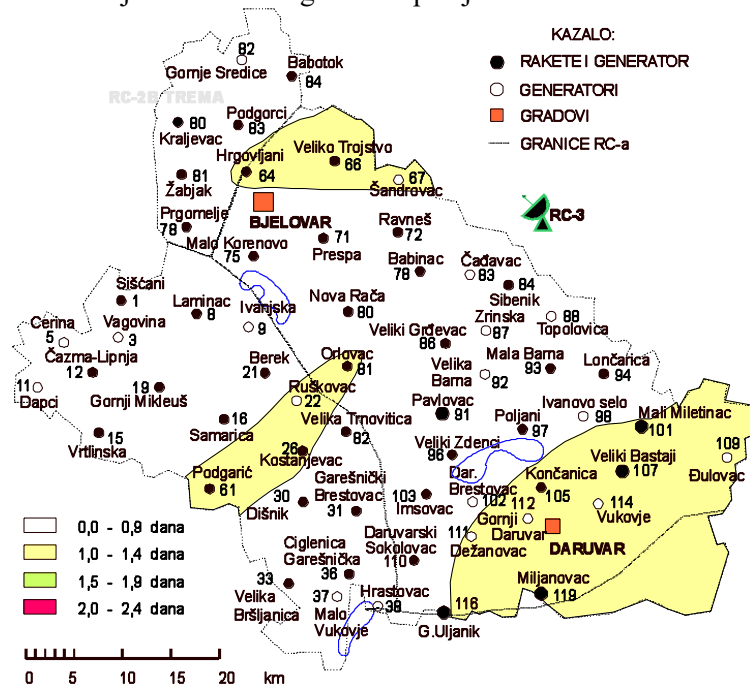 82
Gornje Sredice
Babotok
84
KAZALO:
RAKETE I GENERATOR
GENERATORI
GRADOVI
GRANICE RC-a
RC-2B TREMA
80
Kraljevac
Podgorci
83
Hrgovljani
64
Veliko Trojstvo
66
67
Šandrovac
81
Žabjak
Prgomelje
78
BJELOVAR
Malo Korenovo
75
71
Prespa
Ravneš
72
RC-3
Babinac
78
Čađavac
83
84
Sibenik
Sišćani
1
Laminac
8
Ivanjska
9
Nova Rača
80
Zrinska
87
88
Topolovica
Cerina
5
Vagovina
3
Veliki Grđevac
86
Čazma-Lipnja
12
Berek
21
Orlovac
81
Velika
Barna
92
Mala Barna
93
Lončarica
94
11
Dapci
19
Gornji Mikleuš
Ruškovac
22
Pavlovac
91
Ivanovo selo
98
Mali Miletinac
101
15
Vrtlinska
16
Samarica
Velika Trnovitica
82
Poljani
97
109
Đulovac
26
Kostanjevac
Veliki Zdenci
96
Veliki Bastaji
107
Podgarić
61
Garešnički
Brestovac
31
30
Dišnik
103
Imsovac
Dar.
Brestovac
102
Končanica
105
112
Gornji
Daruvar
114
Vukovje
0,0 - 0,9 dana
1,0 - 1,4 dana
1,5 - 1,9 dana
2,0 - 2,4 dana
Daruvarski
Sokolovac
110
111
Dežanovac
DARUVAR
Ciglenica
Garešnička
36
33
Velika
Bršljanica
37
Malo
Vukovje
Hrastovac
38
116
G.Uljanik
Miljanovac
119
0 5 10 20 km